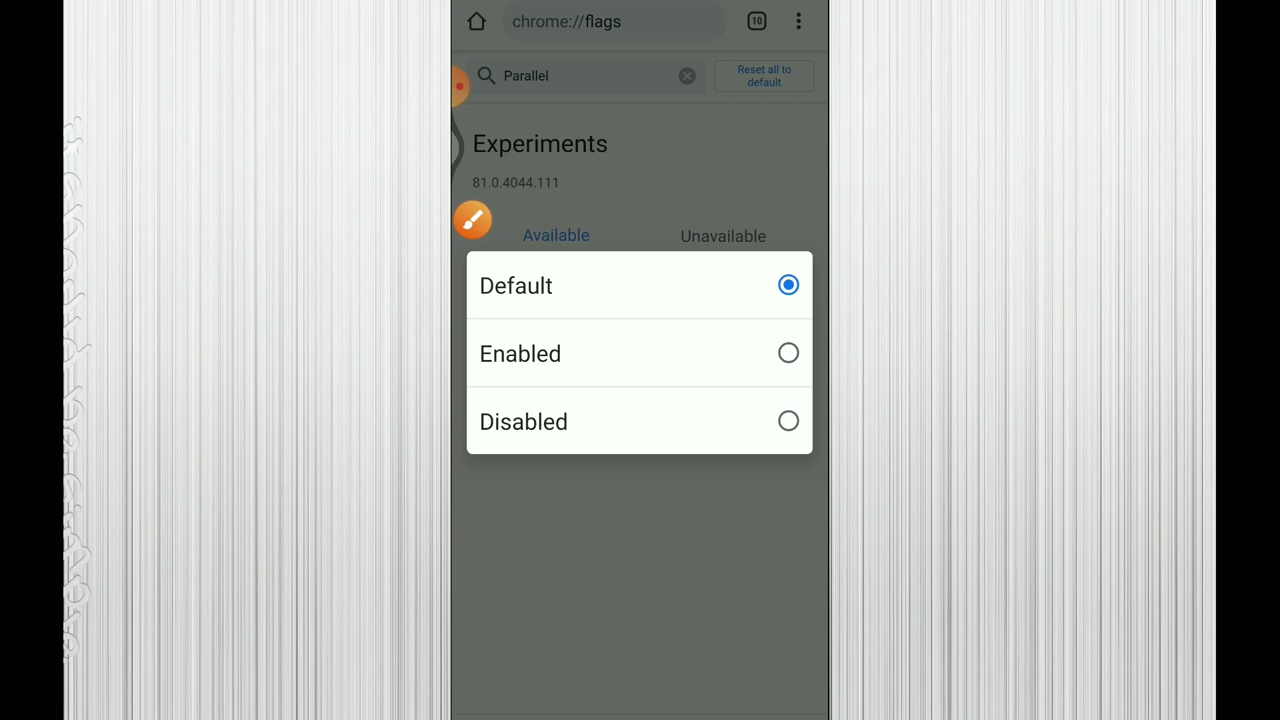 chrome://flags
10
Parallel
Reset all to
default
Experiments
81.0.4044.111
Available
Unavailable
Default
Enabled
Disabled